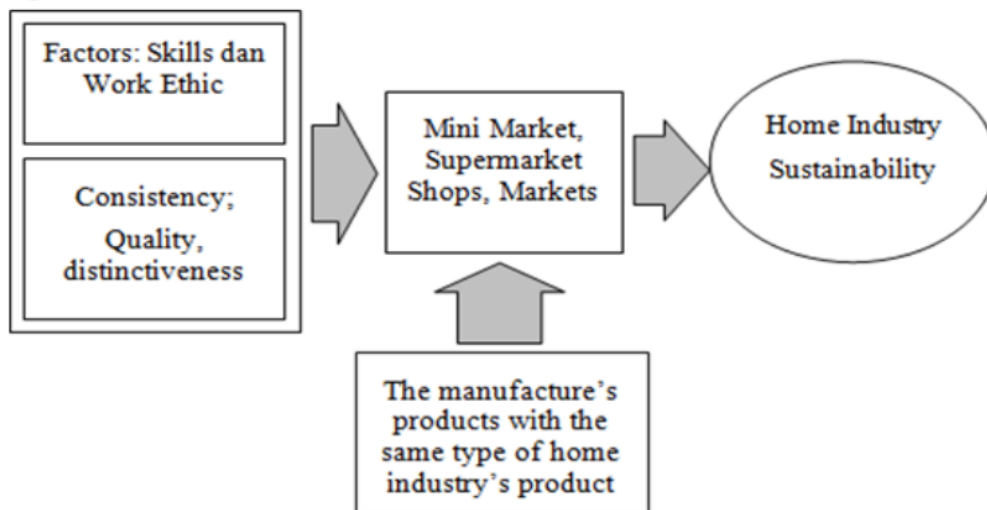 Factors: Skills dan
Work Ethic
Consistency;
Quality,
distinctiveness
Mini Market,
Supermarket
Shops, Markets
Home Industry
Sustainability
The manufacture's
products with the
same type of home
industry's product